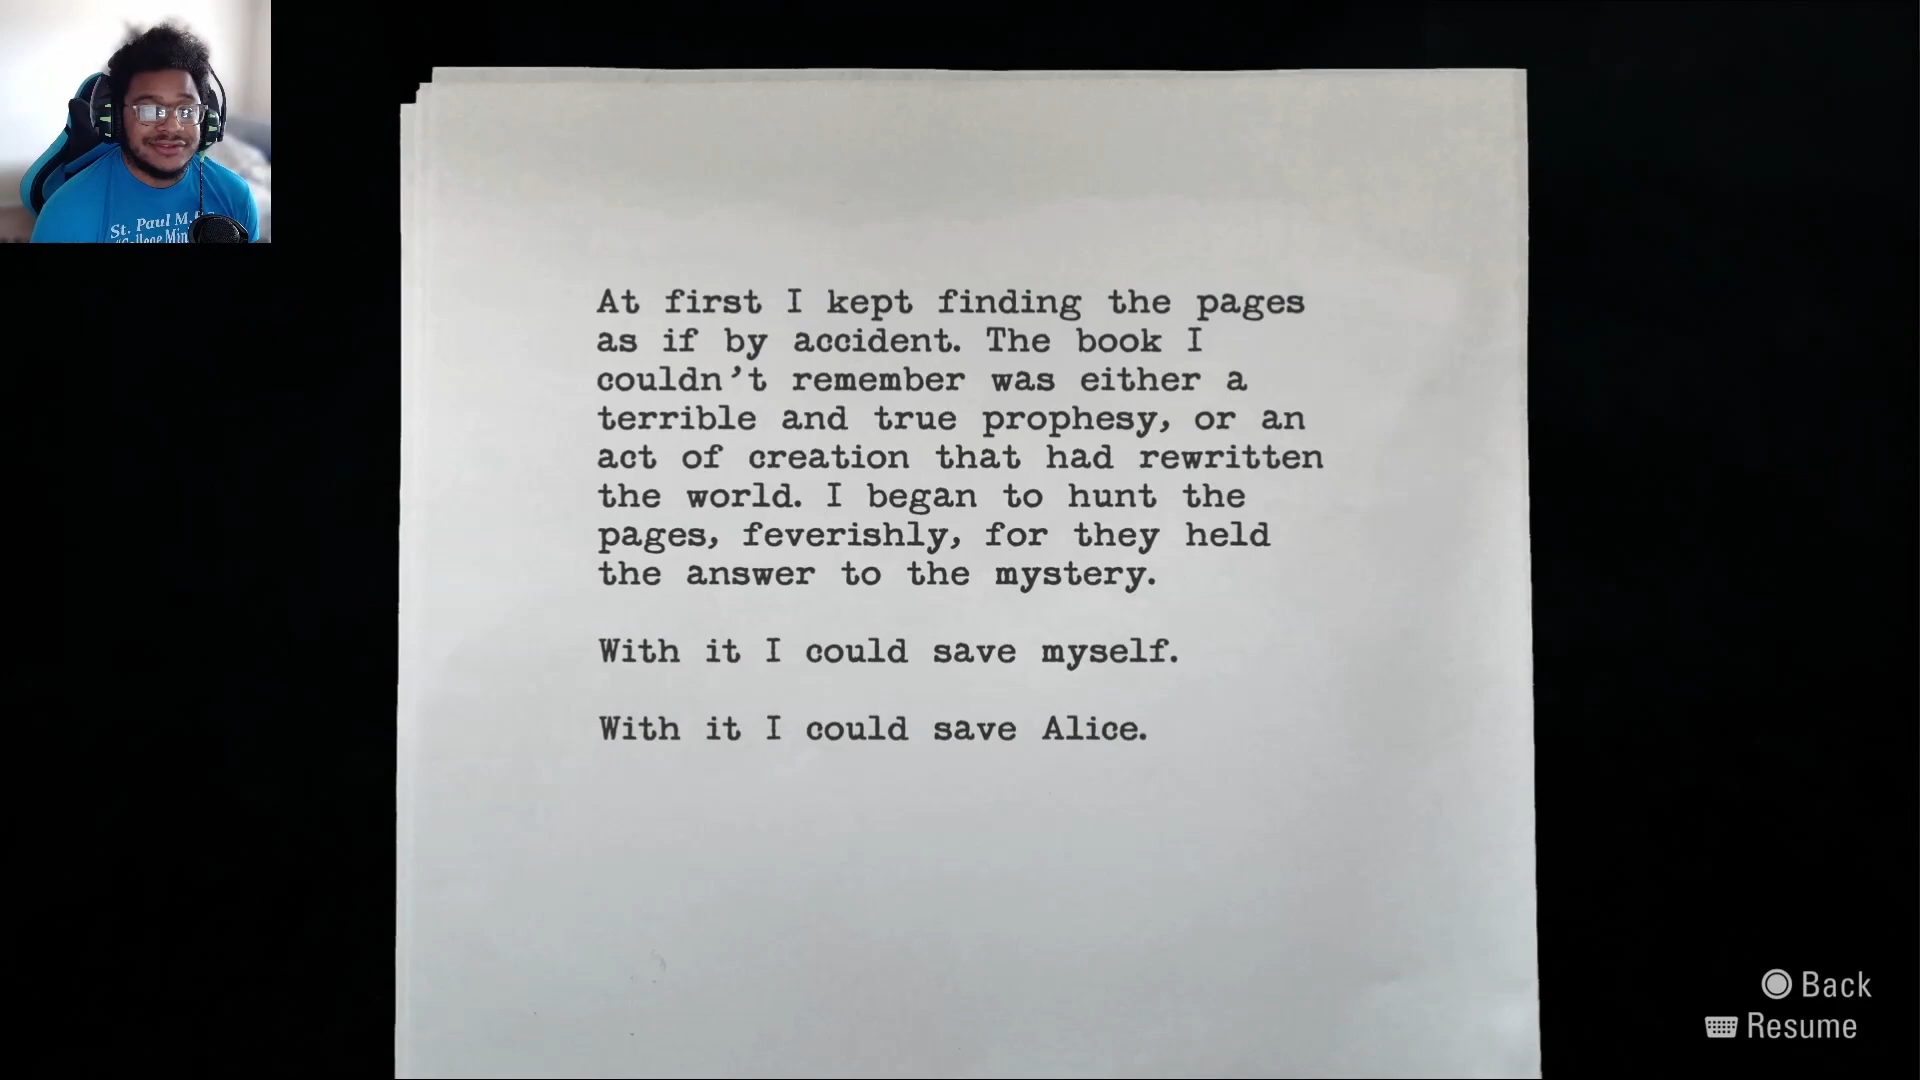 St. Paul M.
At first I kept finding the pages
as if by accident. The book I
couldn’t remember was either a
terrible and true prophesy, or an
act of creation that had rewritten
the world. I began to hunt the
pages, feverishly, for they held
the answer to the mystery.
With it I could save myself.
With it I could save Alice.
Back
Resume